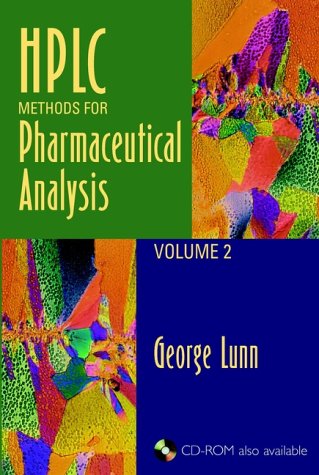 HPLC
METHODS FOR
Pharmaceutical
Analysis
VOLUME 2
George Lunn
CD-ROM also available